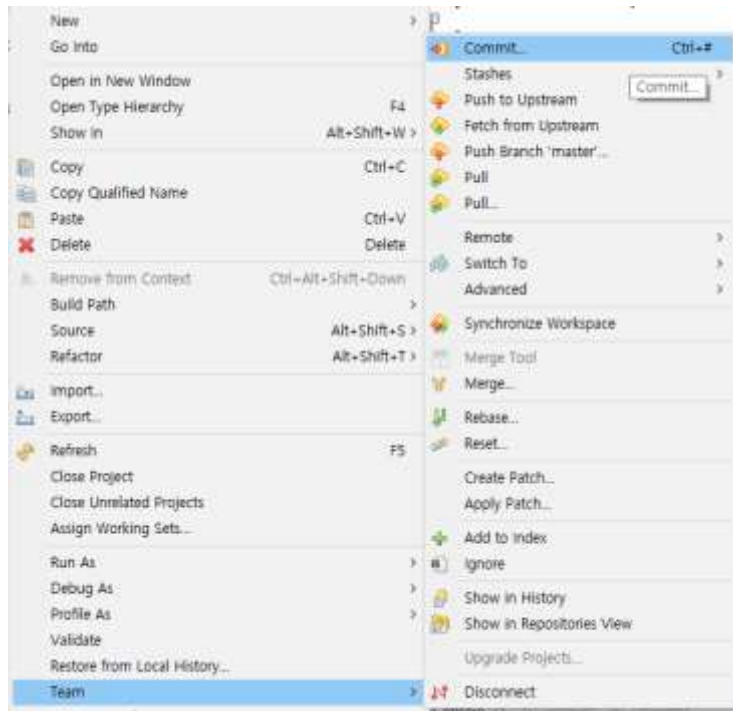 New
Go Into
Open in New Window
Open Type Hierarchy F4
Show In Alt+Shift+W >
Copy Ctrl+C
Copy Qualified Name
Paste Ctrl+V
Delete Delete
Remove from Context Ctrl+Alt+Shift+Down
Build Path >
Source Alt+Shift+S >
Refactor Alt+Shift+T >
Import...
Export...
Refresh F5
Close Project
Close Unrelated Projects
Assign Working Sets...
Run As >
Debug As >
Profile As >
Validate
Restore from Local History...
Team >
Commit... Ctrl+#
Stashes >
Commit...
Push to Upstream
Fetch from Upstream
Push Branch 'master'...
Pull
Pull...
Remote >
Switch To >
Advanced >
Synchronize Workspace
Merge Tool
Merge...
Rebase...
Reset...
Create Patch...
Apply Patch...
Add to Index
Ignore
Show in History
Show in Repositories View
Upgrade Projects...
Disconnect